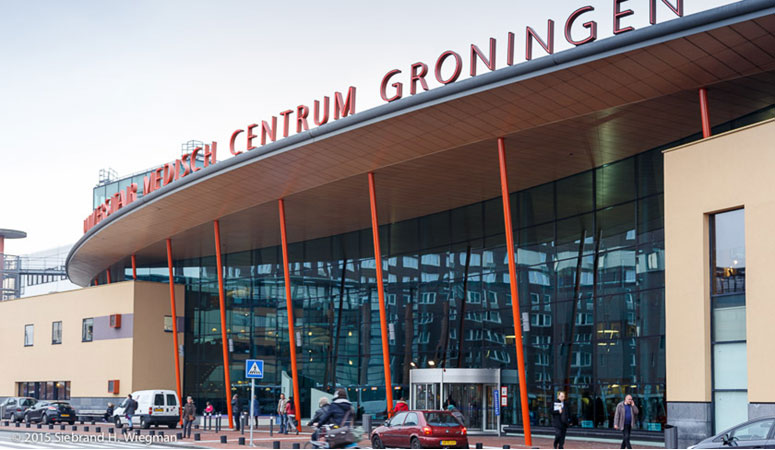 UNIVERSITAIR MEDISCH CENTRUM GRONINGEN
© 2015 Siebrand H. Wiegman